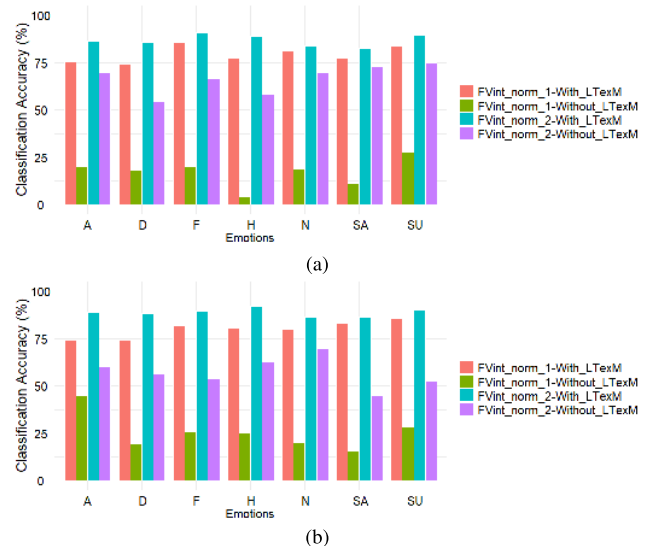 100
75
50
25
0
Classification Accuracy (%)
A D F H N SA SU
Emotions
FVint_norm_1-With_LTexM
FVint_norm_1-Without_LTexM
FVint_norm_2-With_LTexM
FVint_norm_2-Without_LTexM
(a)
100
75
50
25
0
Classification Accuracy (%)
A D F H N SA SU
Emotions
FVint_norm_1-With_LTexM
FVint_norm_1-Without_LTexM
FVint_norm_2-With_LTexM
FVint_norm_2-Without_LTexM
(b)